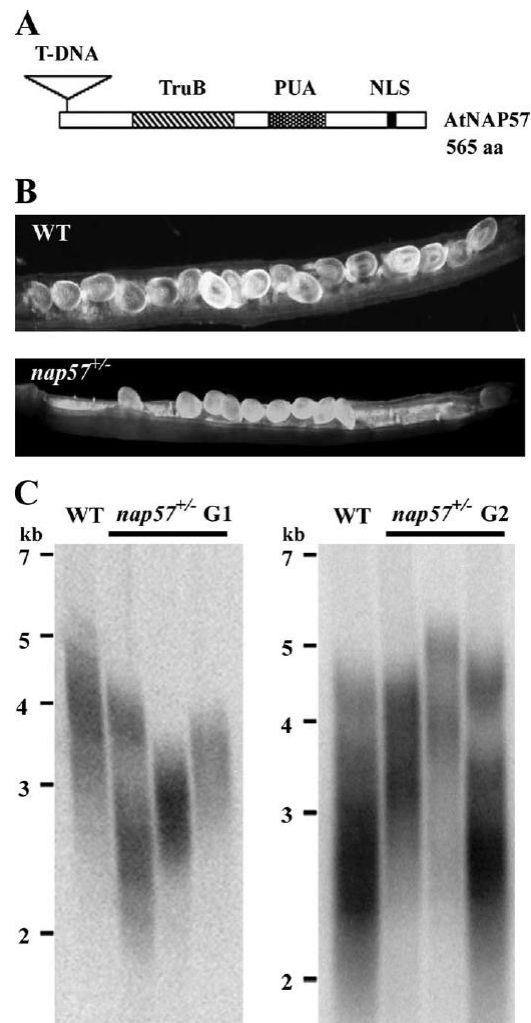 A
T-DNA
TruB PUA NLS
AtNAP57
565 aa
B
WT
nap57+/-
C
WT nap57+/- G1
kb
7
5
4
3
2
WT nap57+/- G2
kb
7
5
4
3
2